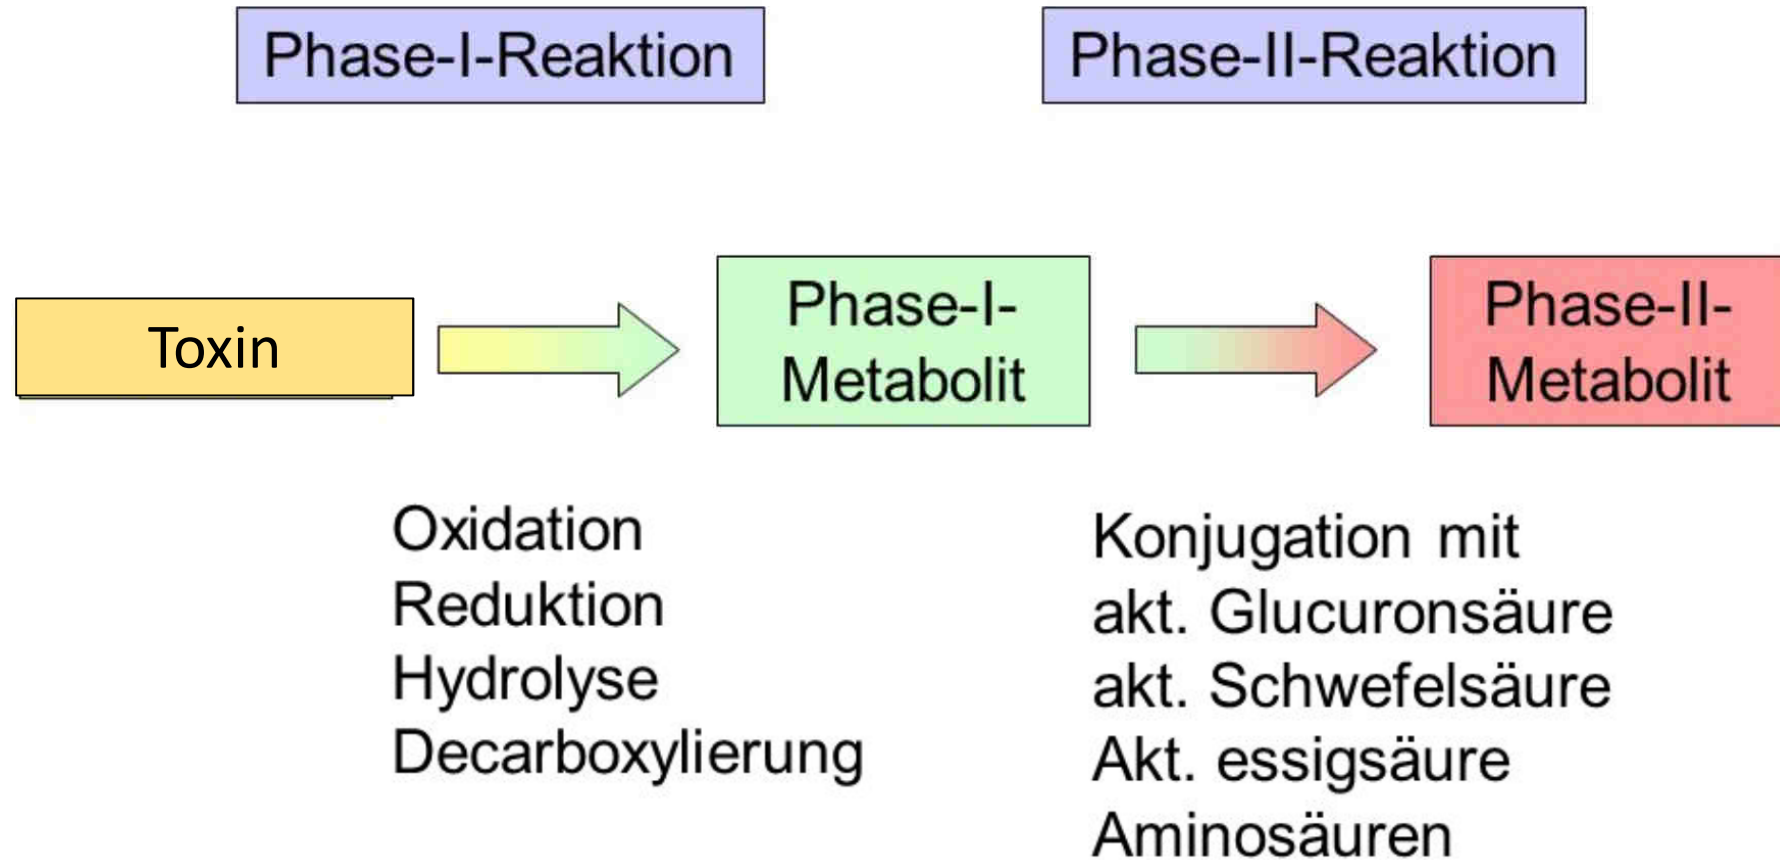 Phase-I-Reaktion
Phase-II-Reaktion
Toxin
Phase-I-
Metabolit
Phase-II-
Metabolit
Oxidation
Reduktion
Hydrolyse
Decarboxylierung
Konjugation mit
akt. Glucuronsäure
akt. Schwefelsäure
Akt. essigsäure
Aminosäuren